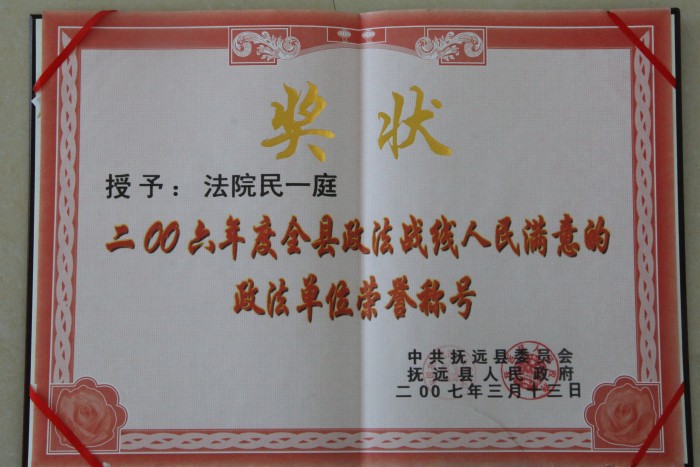 奖状
授予：法院民一庭
二00六年度全县政法战线人民满意的
政法单位荣誉称号
中共抚远县委员会
抚远县人民政府
二00七年三月十三日